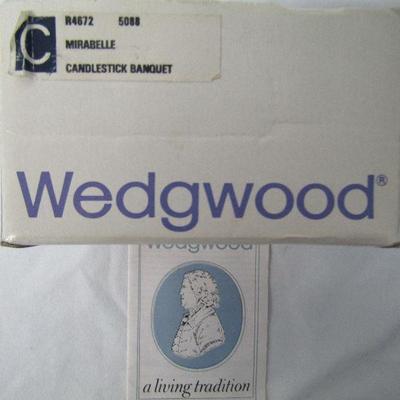 C
R4672 5088
MIRABELLE
CANDLESTICK BANQUET
Wedgwood®
Wedgwood
a living tradition